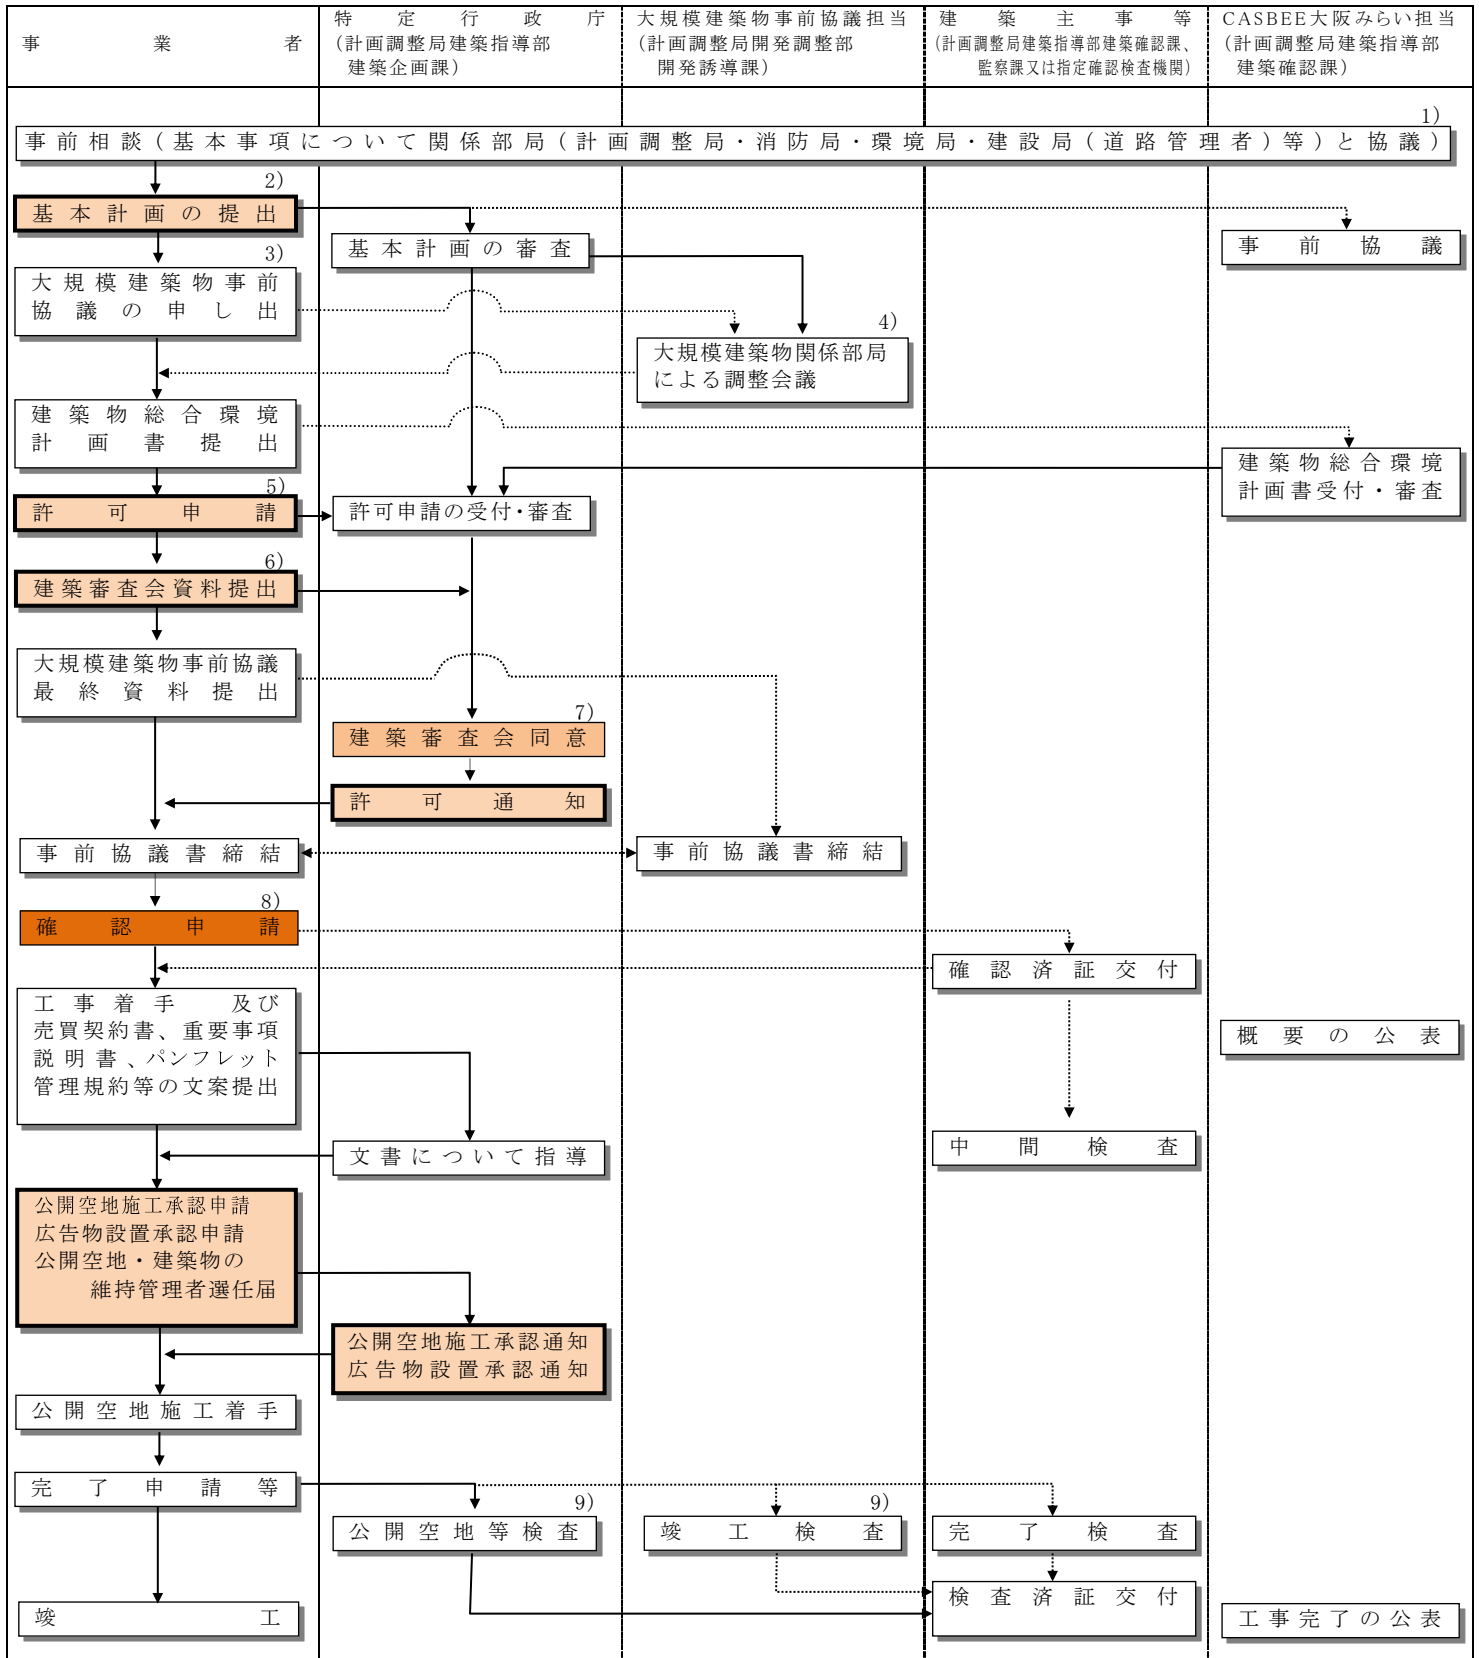 事業者
特定行政庁
(計画調整局建築指導部
建築企画課)
大規模建築物事前協議担当
(計画調整局開発調整部
開発誘導課)
建築主事等
(計画調整局建築指導部建築確認課、
監察課又は指定確認検査機関)
CASBEE大阪みらい担当
(計画調整局建築指導部
建築確認課)
1)
事前相談(基本事項について関係部局(計画調整局・消防局・環境局・建設局(道路管理者)等)と協議)
2)
基本計画の提出
基本計画の審査
事前協議
3)
大規模建築物事前
協議の申し出
4)
大規模建築物関係部局
による調整会議
建築物総合環境
計画書提出
建築物総合環境
計画書受付・審査
5)
許可申請
許可申請の受付・審査
6)
建築審査会資料提出
大規模建築物事前協議
最終資料提出
7)
建築審査会同意
許可通知
事前協議書締結
事前協議書締結
8)
確認申請
確認済証交付
工事着手 及び
売買契約書、重要事項
説明書、パンフレット
管理規約等の文案提出
概要の公表
文書について指導
中間検査
公開空地施工承認申請
広告物設置承認申請
公開空地・建築物の
維持管理者選任届
公開空地施工承認通知
広告物設置承認通知
公開空地施工着手
完了申請等
9)
公開空地等検査
9)
竣工検査
完了検査
検査済証交付
竣工
工事完了の公表